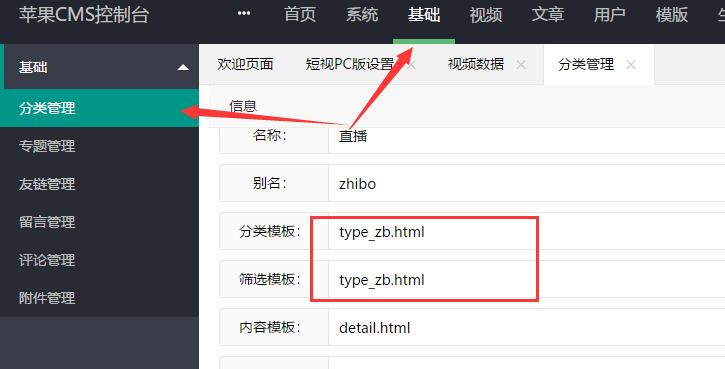 苹果CMS控制台 ••• 首页 系统 基础 视频 文章 用户 模版
基础 欢迎页面 短视PC版设置 × 视频数据 × 分类管理 ×
分类管理 信息
名称: 直播
专题管理
别名: zhibo
友链管理
留言管理 分类模板: type_zb.html
评论管理
筛选模板: type_zb.html
附件管理
内容模板: detail.html